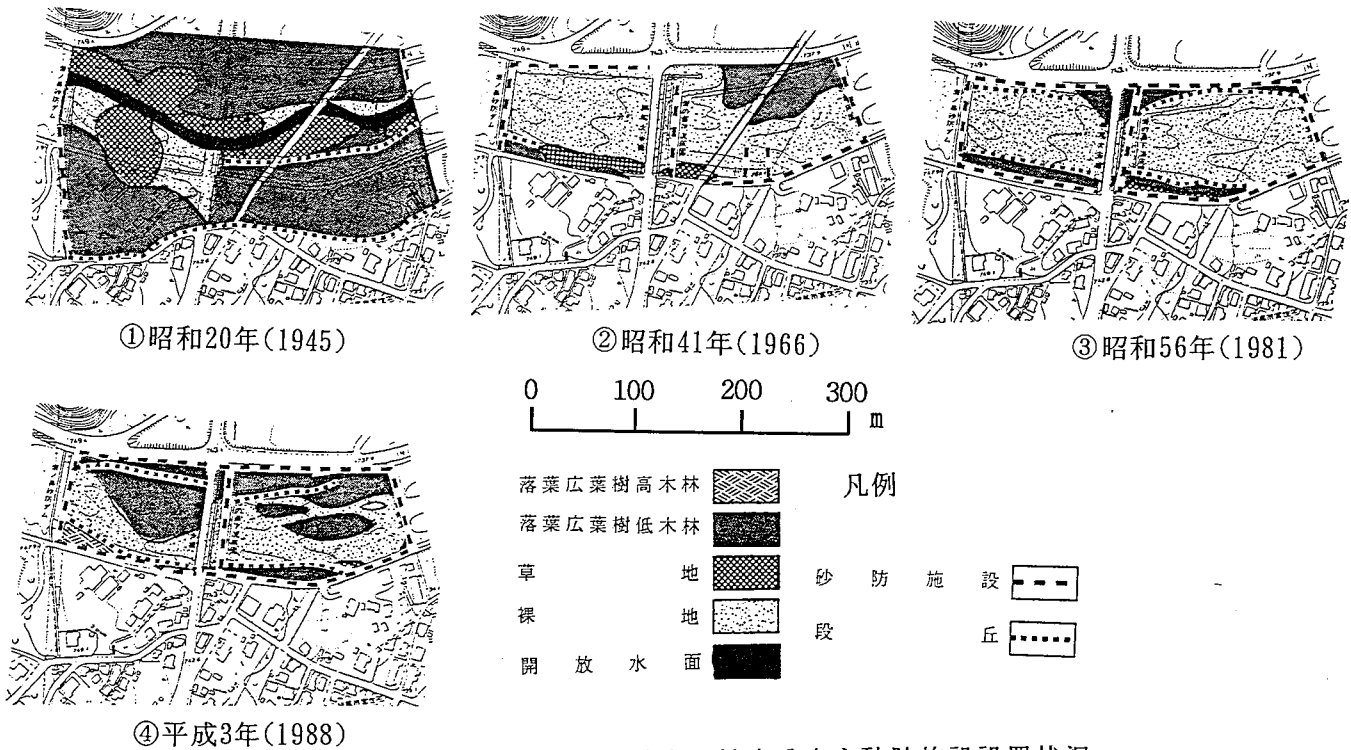 ①昭和20年(1945)
②昭和41年(1966)
③昭和56年(1981)
④平成3年(1988)
0 100 200 300
m
凡例
落葉広葉樹高木林
落葉広葉樹低木林
草地
裸地
開放水面
砂防施設
段丘